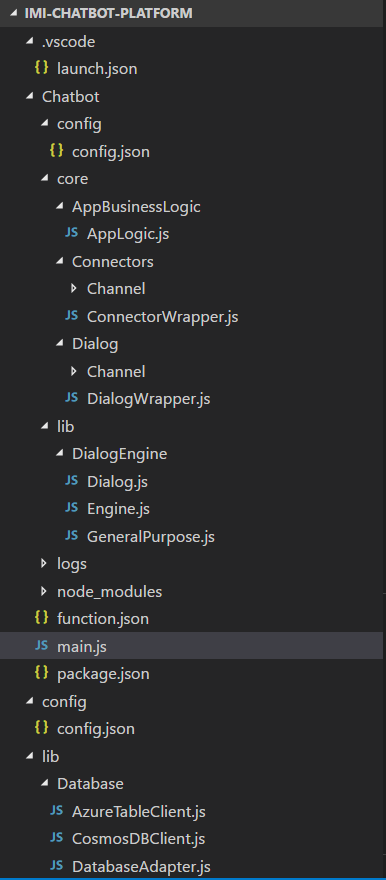 IMI-CHATBOT-PLATFORM
.vscode
{} launch.json
Chatbot
config
{} config.json
core
AppBusinessLogic
JS AppLogic.js
Connectors
Channel
JS ConnectorWrapper.js
Dialog
Channel
JS DialogWrapper.js
lib
DialogEngine
JS Dialog.js
JS Engine.js
JS GeneralPurpose.js
logs
node_modules
{} function.json
JS main.js
{} package.json
config
{} config.json
lib
Database
JS AzureTableClient.js
JS CosmosDBClient.js
JS DatabaseAdapter.js